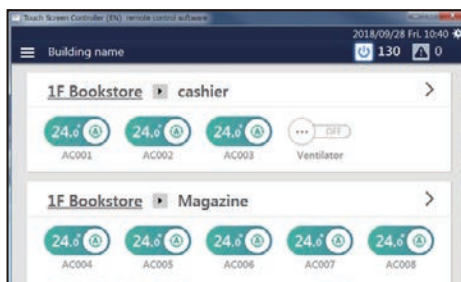 Touch Screen Controller (EN) remote control software
2018/09/28 Fri. 10:40
Building name 130 0
1F Bookstore cashier
24.0° A 24.0° A 24.0° A ... OFF
AC001 AC002 AC003 Ventilator
1F Bookstore Magazine
24.0° A 24.0° A 24.0° A 24.0° A 24.0° A
AC004 AC005 AC006 AC007 AC008